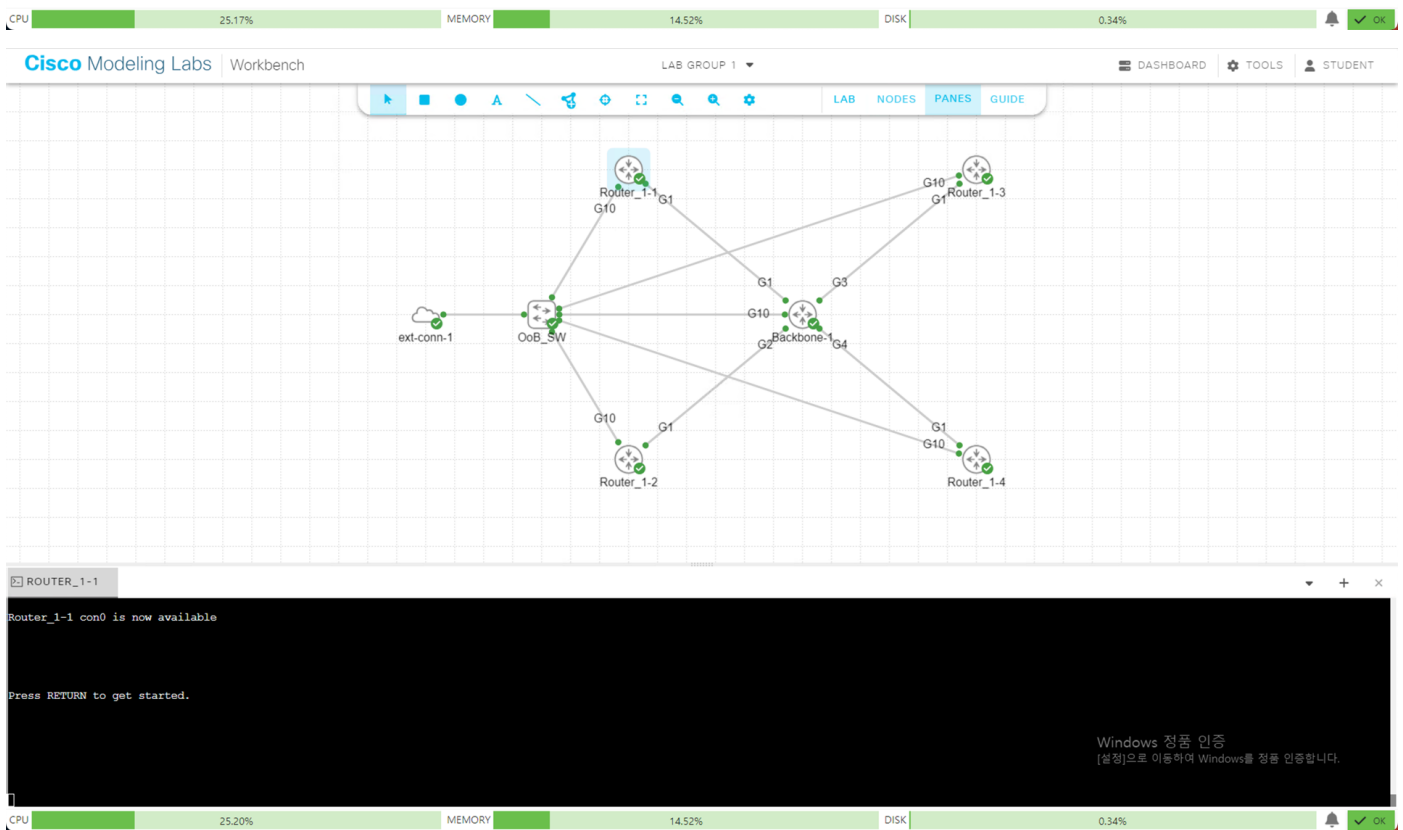 CPU 25.17% MEMORY 14.52% DISK 0.34% OK
Cisco Modeling Labs Workbench LAB GROUP 1 DASHBOARD TOOLS STUDENT
A LAB NODES PANES GUIDE
Router_1-1
G10
G1
G10
Router_1-3
G1
G1
G3
G10
ext-conn-1
OoB_SW
Backbone-1
G2
G4
G10
G1
G1
G10
Router_1-2
Router_1-4
ROUTER_1-1
Router_1-1 con0 is now available
Press RETURN to get started.
Windows 정품 인증
[설정]으로 이동하여 Windows를 정품 인증합니다.
CPU 25.20% MEMORY 14.52% DISK 0.34% OK